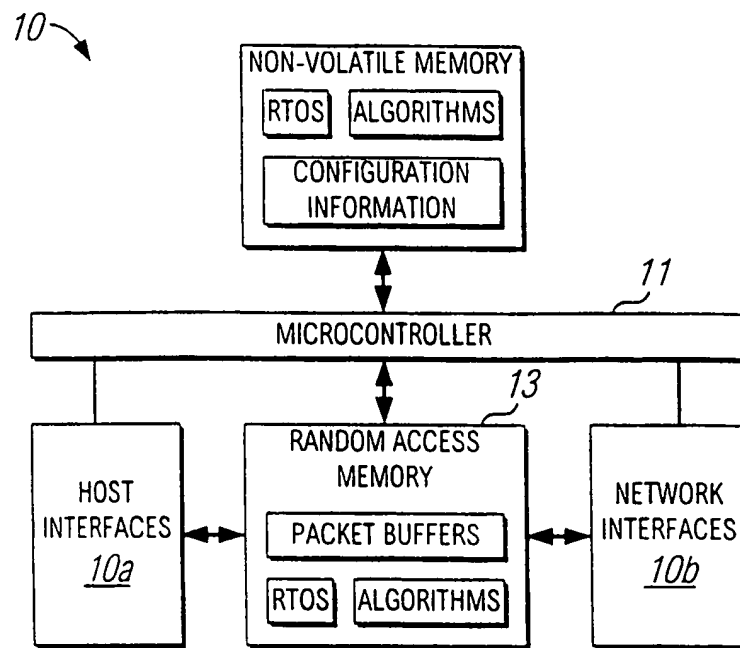 10
NON-VOLATILE MEMORY
RTOS
ALGORITHMS
CONFIGURATION
INFORMATION
11
MICROCONTROLLER
13
HOST
INTERFACES
10a
RANDOM ACCESS
MEMORY
PACKET BUFFERS
RTOS
ALGORITHMS
NETWORK
INTERFACES
10b